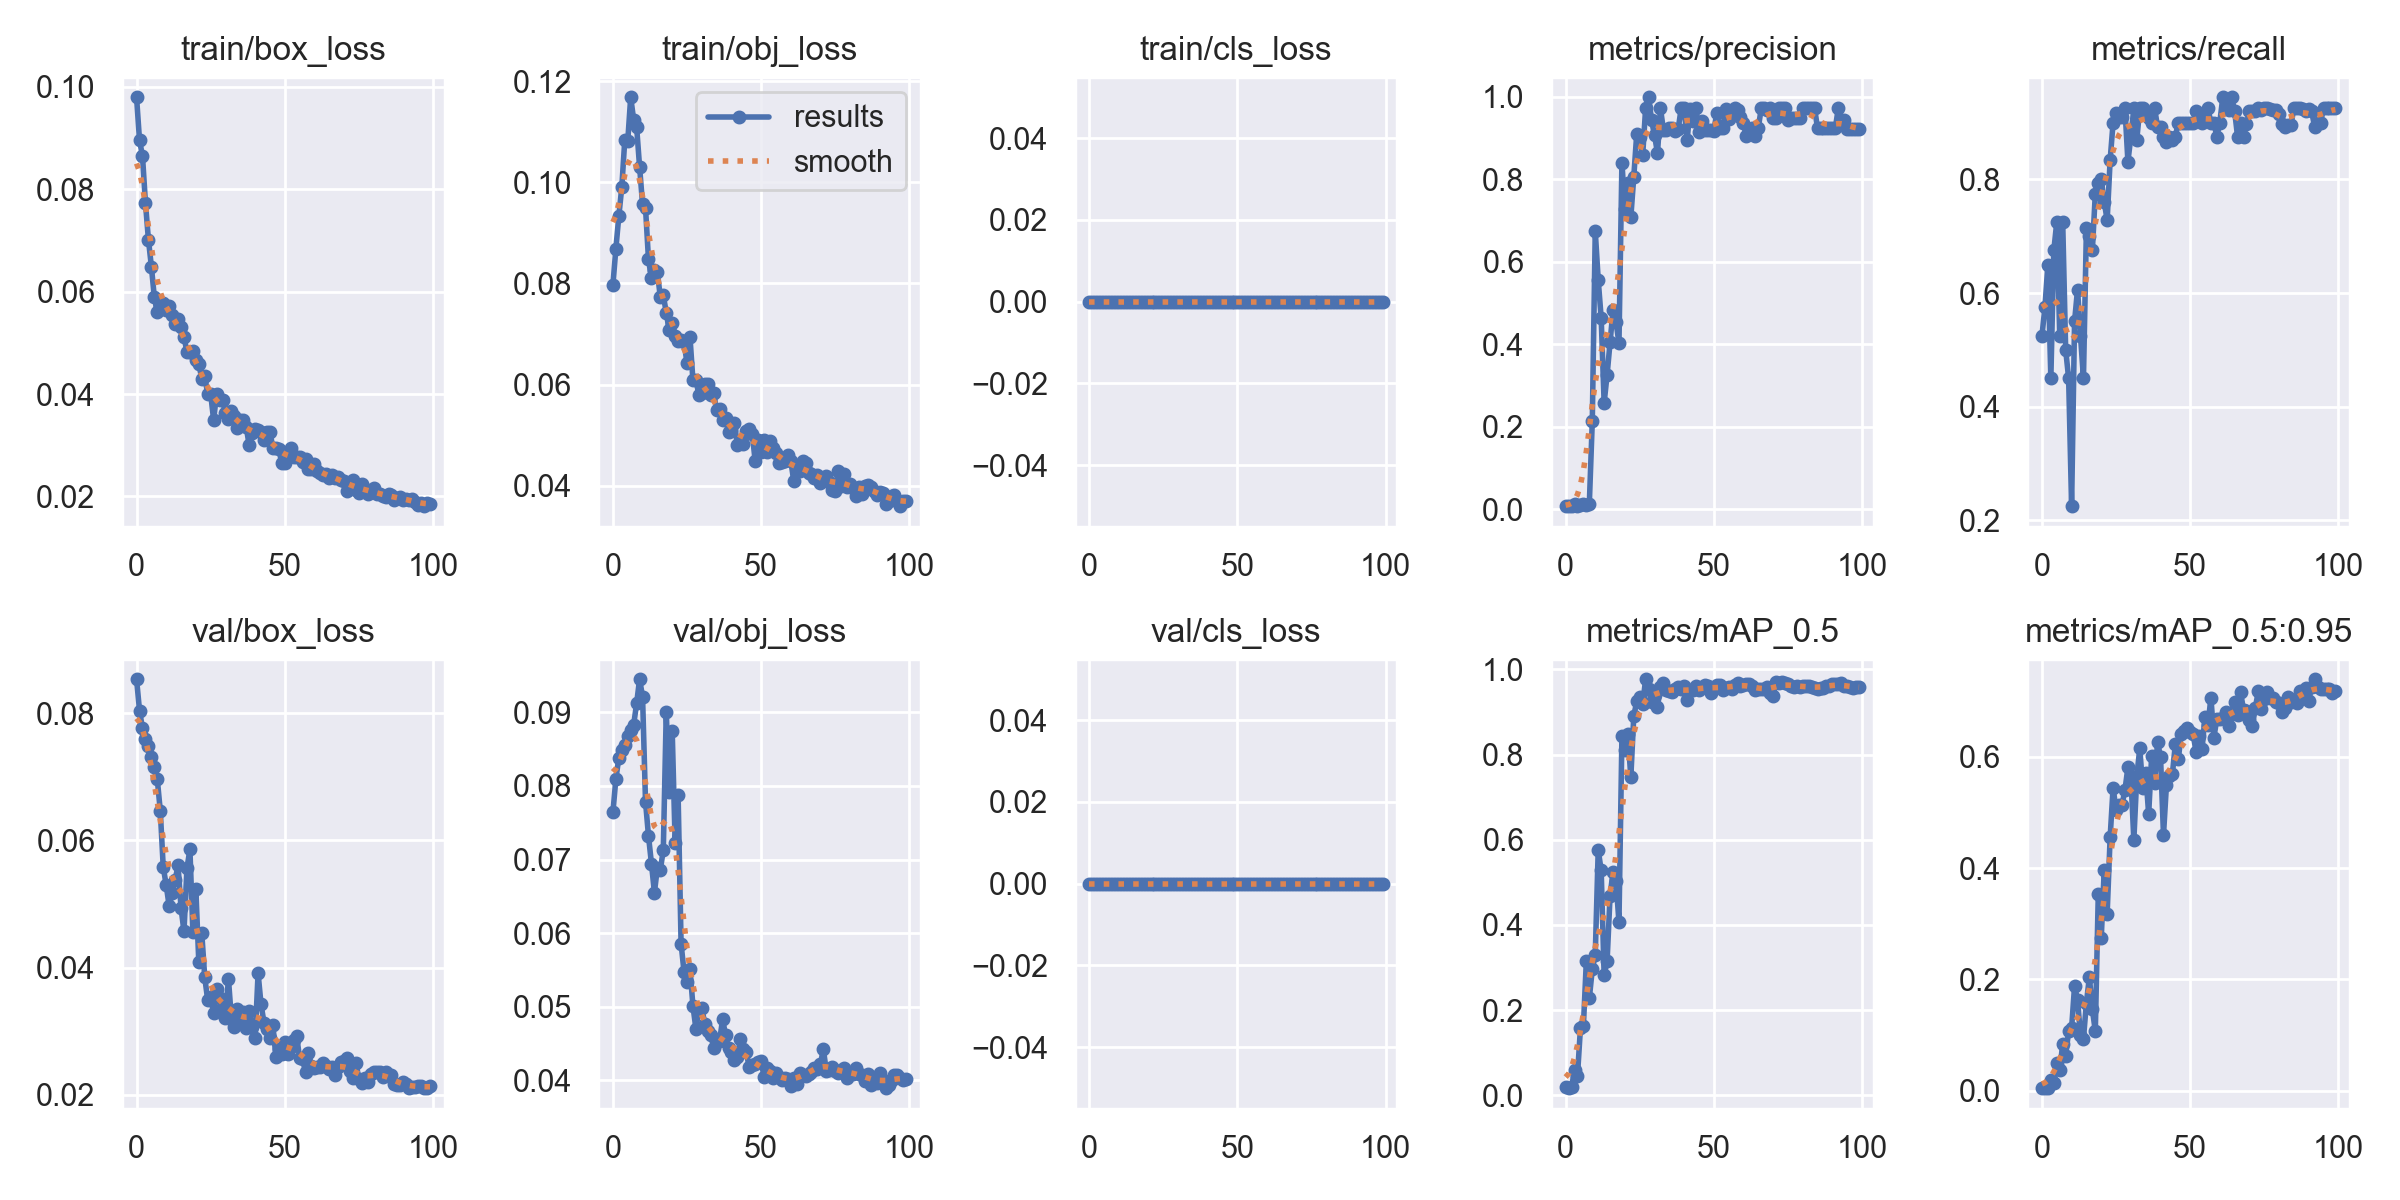 train/box_loss
train/obj_loss
train/cls_loss
metrics/precision
metrics/recall
0.10
0.08
0.06
0.04
0.02
0 50 100
0.12
0.10
0.08
0.06
0.04
0 50 100
results
smooth
0.04
0.02
0.00
−0.02
−0.04
0 50 100
1.0
0.8
0.6
0.4
0.2
0.0
0 50 100
0.8
0.6
0.4
0.2
0 50 100
val/box_loss
val/obj_loss
val/cls_loss
metrics/mAP_0.5
metrics/mAP_0.5:0.95
0.08
0.06
0.04
0.02
0 50 100
0.09
0.08
0.07
0.06
0.05
0.04
0 50 100
0.04
0.02
0.00
−0.02
−0.04
0 50 100
1.0
0.8
0.6
0.4
0.2
0.0
0 50 100
0.6
0.4
0.2
0.0
0 50 100